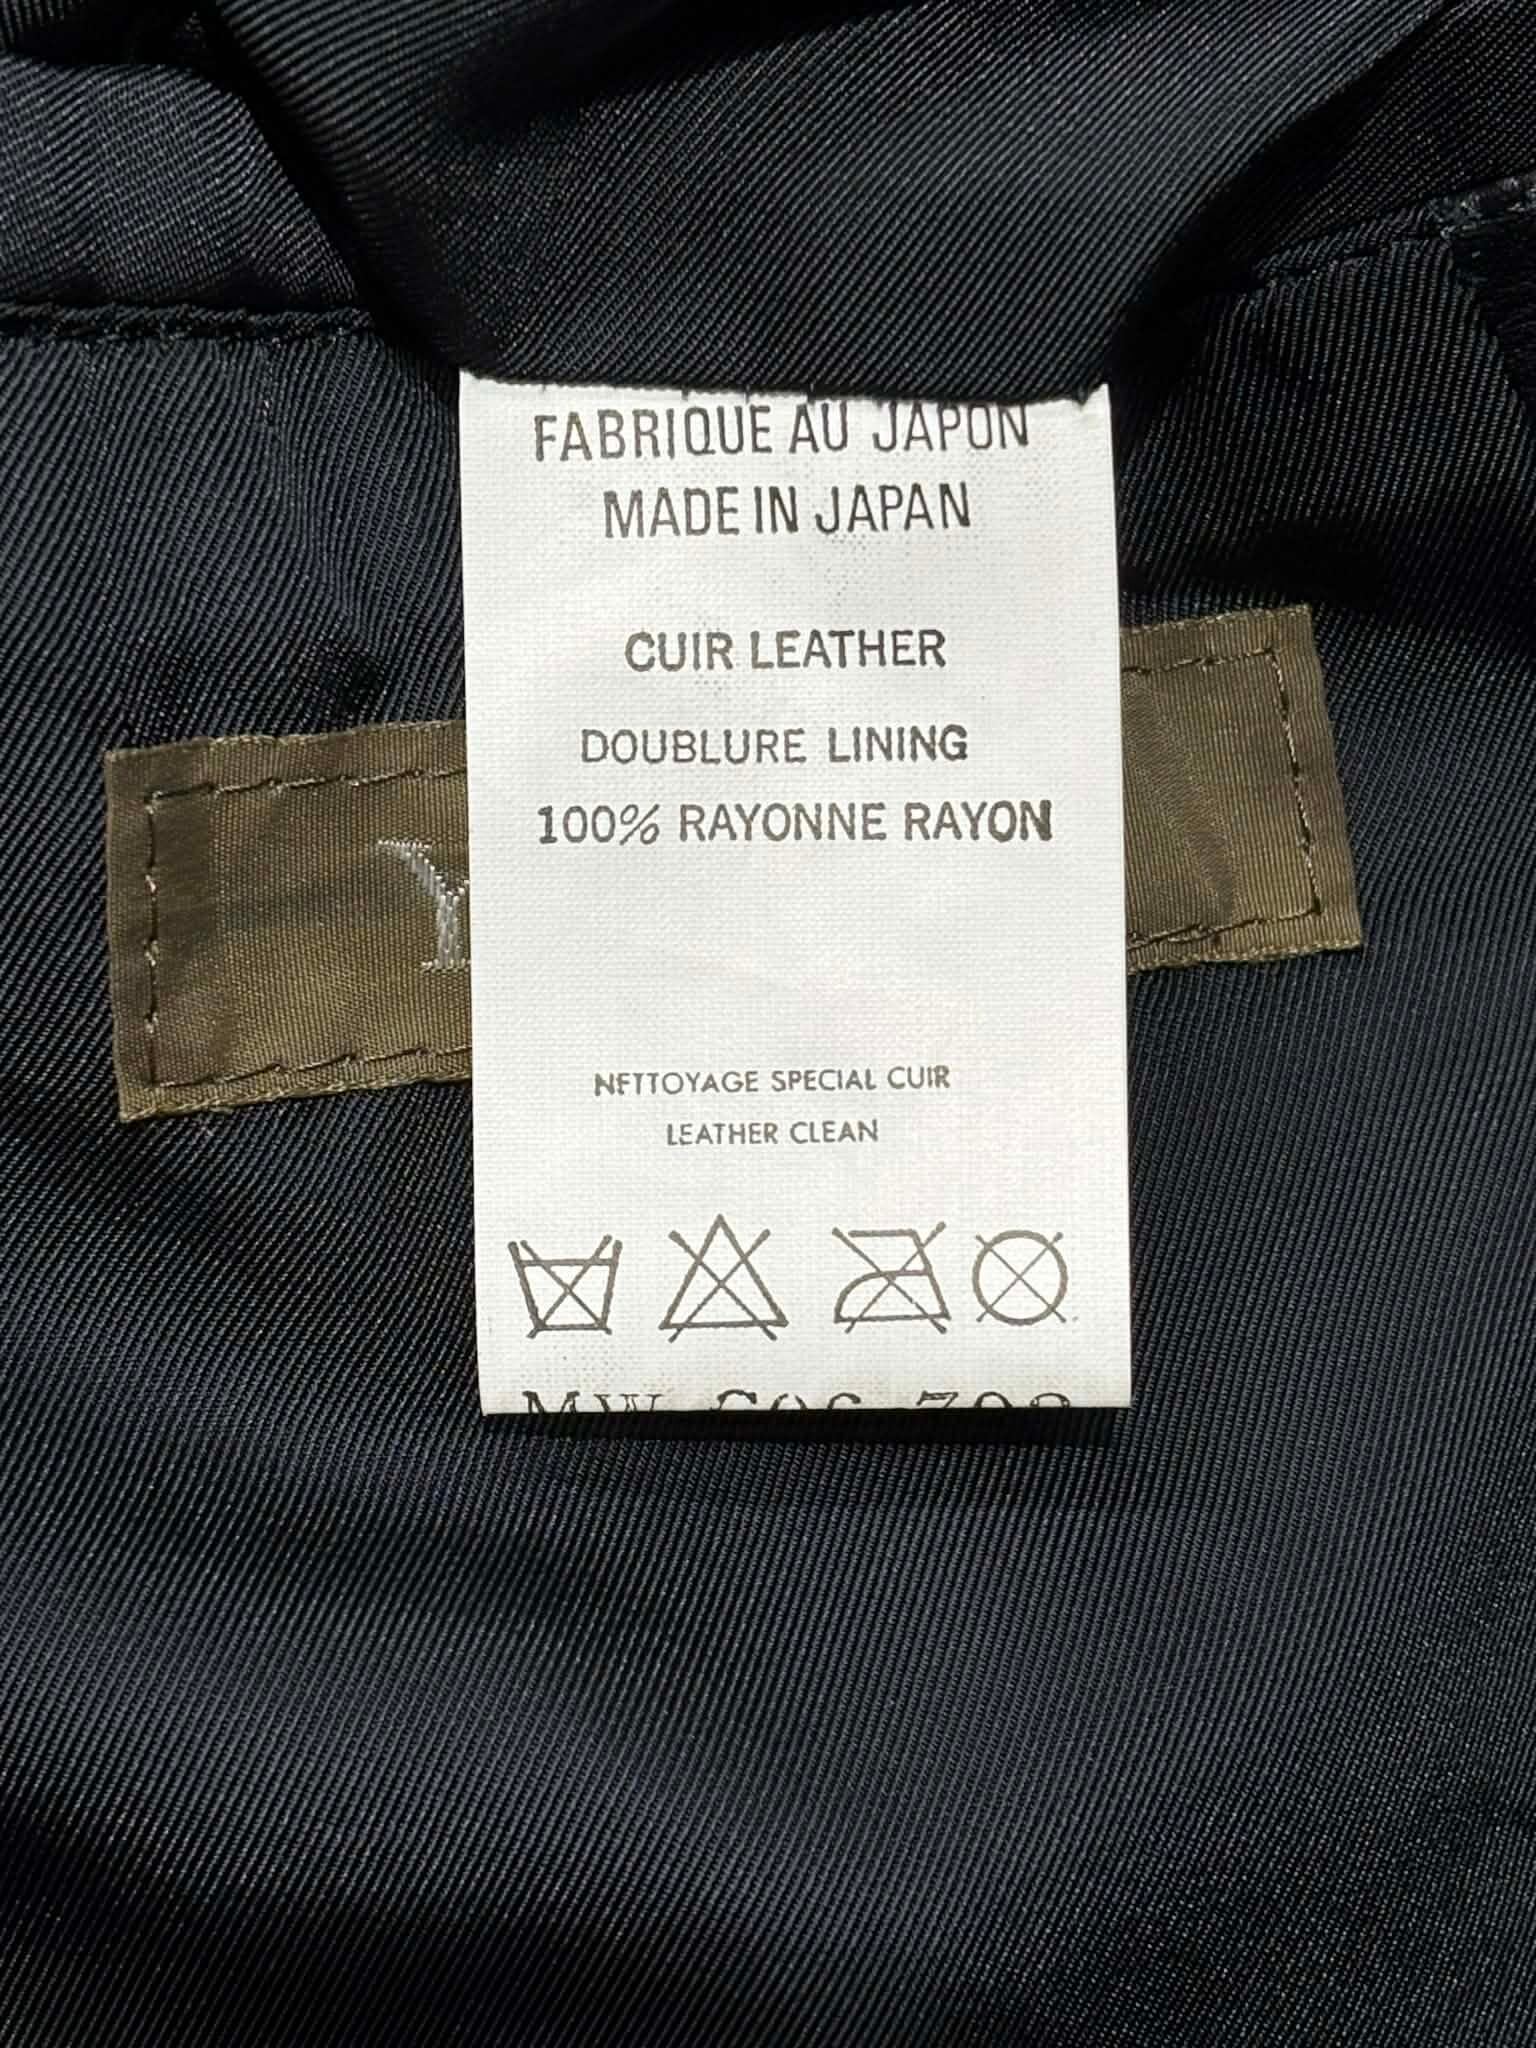 FABRIQUE AU JAPON
MADE IN JAPAN
CUIR LEATHER
DOUBLURE LINING
100% RAYONNE RAYON
Y
NETTOYAGE SPECIAL CUIR
LEATHER CLEAN